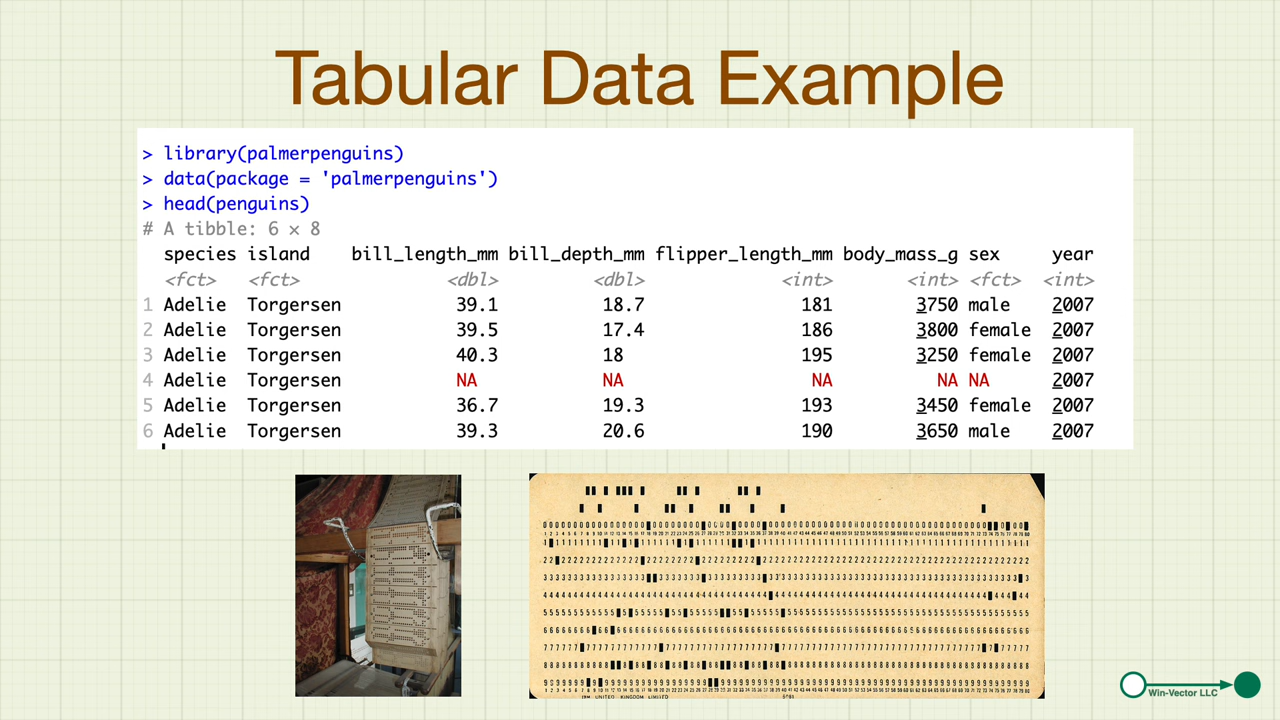 Tabular Data Example
> library(palmerpenguins)
> data(package = 'palmerpenguins')
> head(penguins)
# A tibble: 6 × 8
species island bill_length_mm bill_depth_mm flipper_length_mm body_mass_g sex year
<fct> <fct> <dbl> <dbl> <int> <int> <fct> <int>
1 Adelie Torgersen 39.1 18.7 181 3750 male 2007
2 Adelie Torgersen 39.5 17.4 186 3800 female 2007
3 Adelie Torgersen 40.3 18 195 3250 female 2007
4 Adelie Torgersen NA NA NA NA NA 2007
5 Adelie Torgersen 36.7 19.3 193 3450 female 2007
6 Adelie Torgersen 39.3 20.6 190 3650 male 2007
IBM UNITED KINGDOM LIMITED
Win-Vector LLC